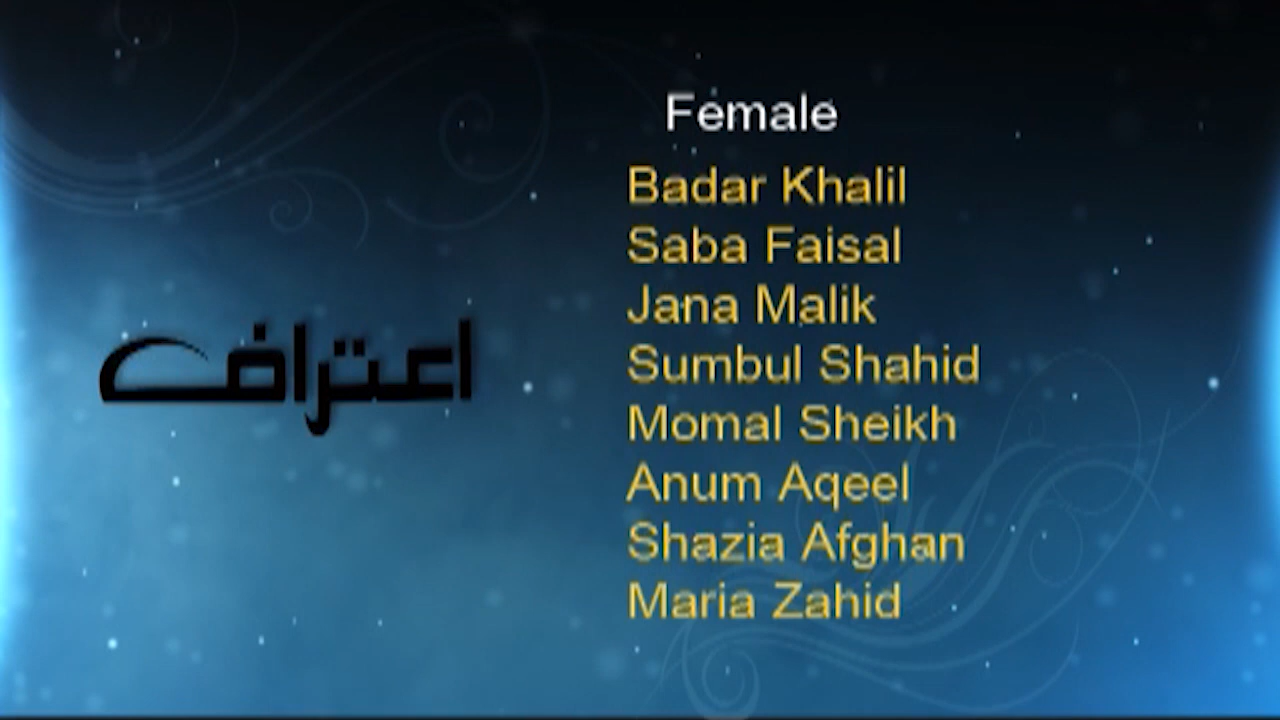 اعتراف
Female
Badar Khalil
Saba Faisal
Jana Malik
Sumbul Shahid
Momal Sheikh
Anum Aqeel
Shazia Afghan
Maria Zahid